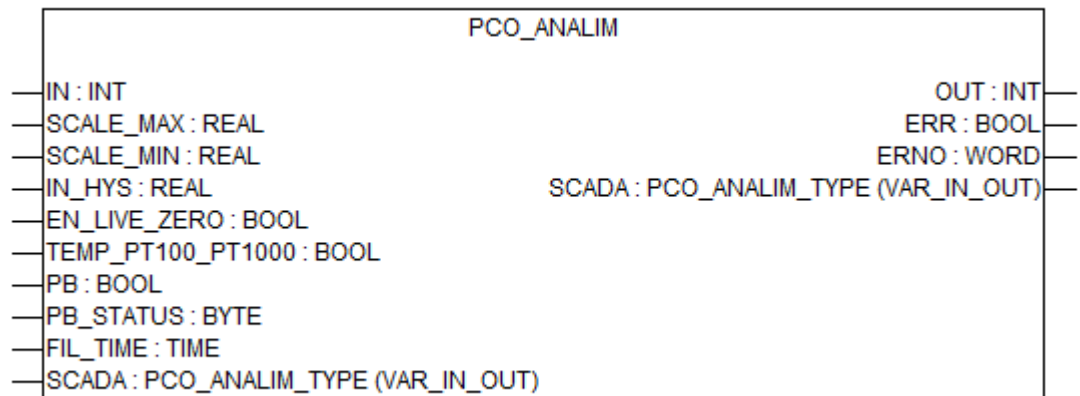 PCO_ANALIM
IN : INT
OUT : INT
SCALE_MAX : REAL
ERR : BOOL
SCALE_MIN : REAL
ERNO : WORD
IN_HYS : REAL
SCADA : PCO_ANALIM_TYPE (VAR_IN_OUT)
EN_LIVE_ZERO : BOOL
TEMP_PT100_PT1000 : BOOL
PB : BOOL
PB_STATUS : BYTE
FIL_TIME : TIME
SCADA : PCO_ANALIM_TYPE (VAR_IN_OUT)